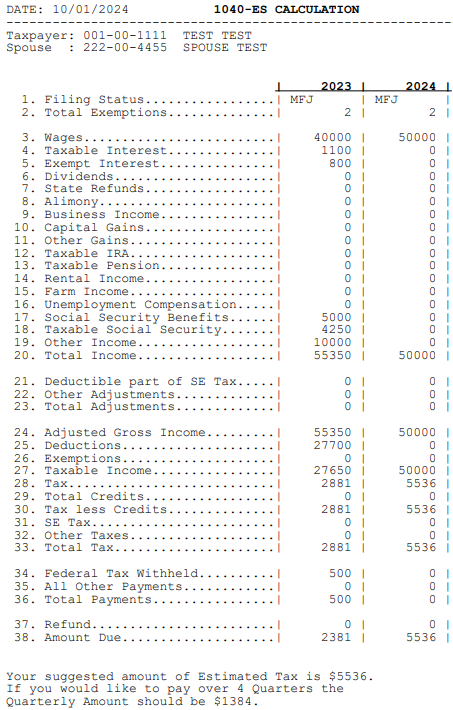 DATE: 10/01/2024 1040-ES CALCULATION
Taxpayer: 001-00-1111 TEST TEST
Spouse : 222-00-4455 SPOUSE TEST
| 2023 | 2024 |
1. Filing Status................| MFJ | MFJ |
2. Total Exemptions.............| 2 | 2 |
3. Wages........................| 40000 | 50000 |
4. Taxable Interest.............| 1100 | 0 |
5. Exempt Interest..............| 800 | 0 |
6. Dividends....................| 0 | 0 |
7. State Refunds................| 0 | 0 |
8. Alimony......................| 0 | 0 |
9. Business Income..............| 0 | 0 |
10. Capital Gains...............| 0 | 0 |
11. Other Gains.................| 0 | 0 |
12. Taxable IRA.................| 0 | 0 |
13. Taxable Pension.............| 0 | 0 |
14. Rental Income...............| 0 | 0 |
15. Farm Income.................| 0 | 0 |
16. Unemployment Compensation...| 0 | 0 |
17. Social Security Benefits....| 5000 | 0 |
18. Taxable Social Security.....| 4250 | 0 |
19. Other Income................| 10000 | 0 |
20. Total Income................| 55350 | 50000 |
21. Deductible part of SE Tax...| 0 | 0 |
22. Other Adjustments...........| 0 | 0 |
23. Total Adjustments...........| 0 | 0 |
24. Adjusted Gross Income.......| 55350 | 50000 |
25. Deductions..................| 27700 | 0 |
26. Exemptions..................| 0 | 0 |
27. Taxable Income..............| 27650 | 50000 |
28. Tax.........................| 2881 | 5536 |
29. Total Credits...............| 0 | 0 |
30. Tax less Credits............| 2881 | 5536 |
31. SE Tax......................| 0 | 0 |
32. Other Taxes.................| 0 | 0 |
33. Total Tax...................| 2881 | 5536 |
34. Federal Tax Withheld........| 500 | 0 |
35. All Other Payments..........| 0 | 0 |
36. Total Payments..............| 500 | 0 |
37. Refund......................| 0 | 0 |
38. Amount Due..................| 2381 | 5536 |
Your suggested amount of Estimated Tax is $5536.
If you would like to pay over 4 Quarters the
Quarterly Amount should be $1384.